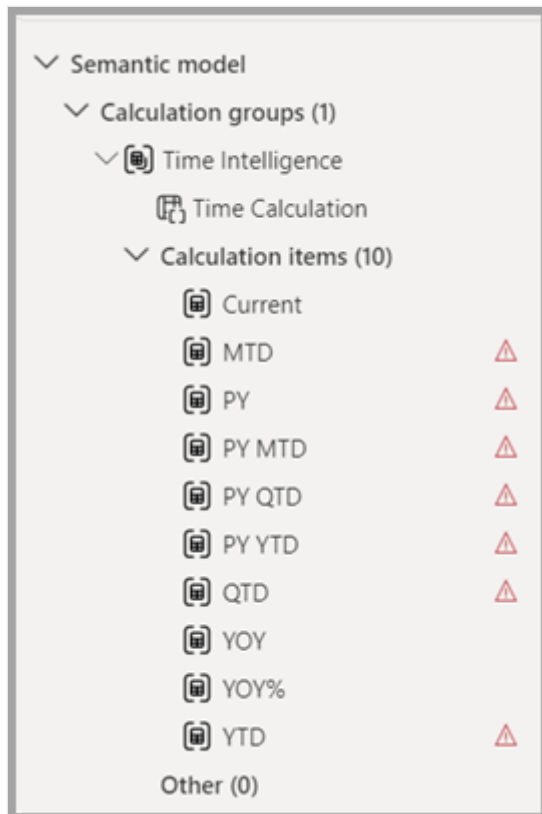 Semantic model
Calculation groups (1)
Time Intelligence
Time Calculation
Calculation items (10)
Current
MTD
PY
PY MTD
PY QTD
PY YTD
QTD
YOY
YOY%
YTD
Other (0)